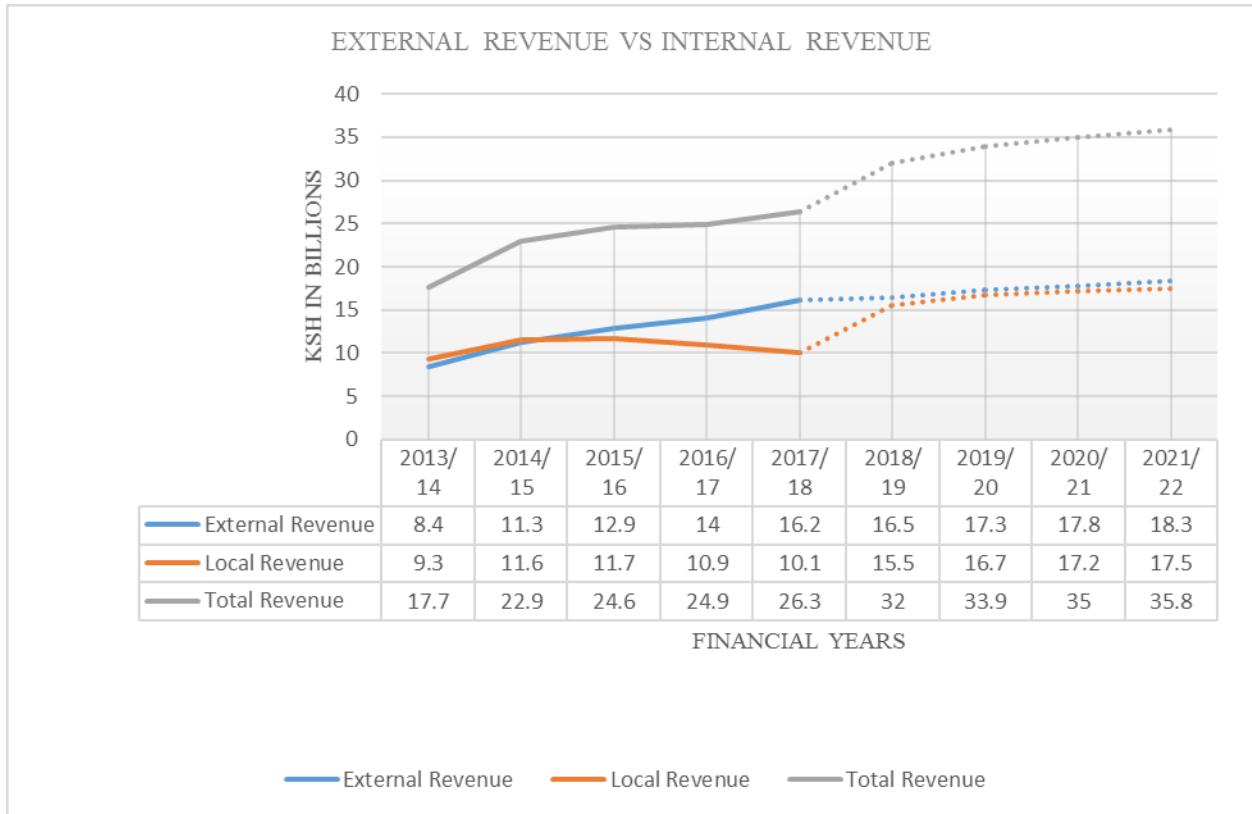 EXTERNAL REVENUE VS INTERNAL REVENUE
KSH IN BILLIONS
40
35
30
25
20
15
10
5
0
2013/ 2014/ 2015/ 2016/ 2017/ 2018/ 2019/ 2020/ 2021/
14 15 16 17 18 19 20 21 22
External Revenue 8.4 11.3 12.9 14 16.2 16.5 17.3 17.8 18.3
Local Revenue 9.3 11.6 11.7 10.9 10.1 15.5 16.7 17.2 17.5
Total Revenue 17.7 22.9 24.6 24.9 26.3 32 33.9 35 35.8
FINANCIAL YEARS
External Revenue Local Revenue Total Revenue